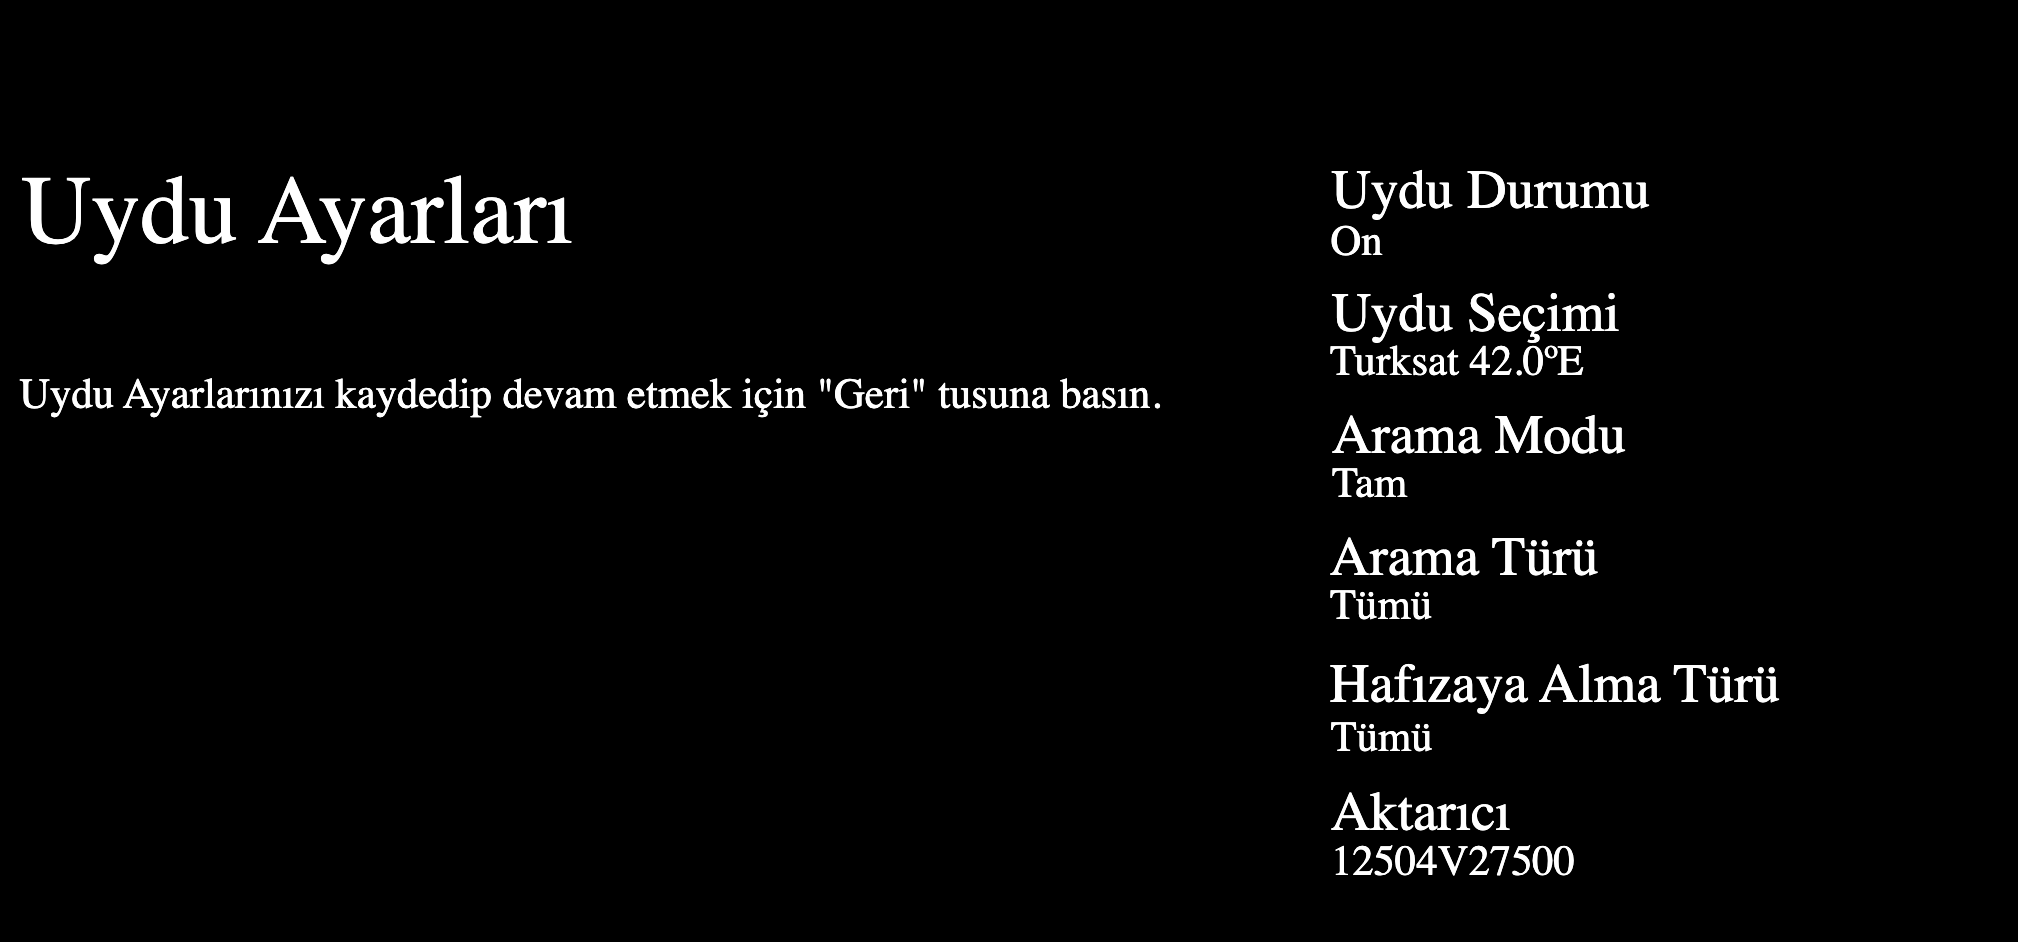 Uydu Ayarları
Uydu Ayarlarınızı kaydedip devam etmek için "Geri" tusuna basın.
Uydu Durumu
On
Uydu Seçimi
Turksat 42.0ºE
Arama Modu
Tam
Arama Türü
Tümü
Hafızaya Alma Türü
Tümü
Aktarıcı
12504V27500